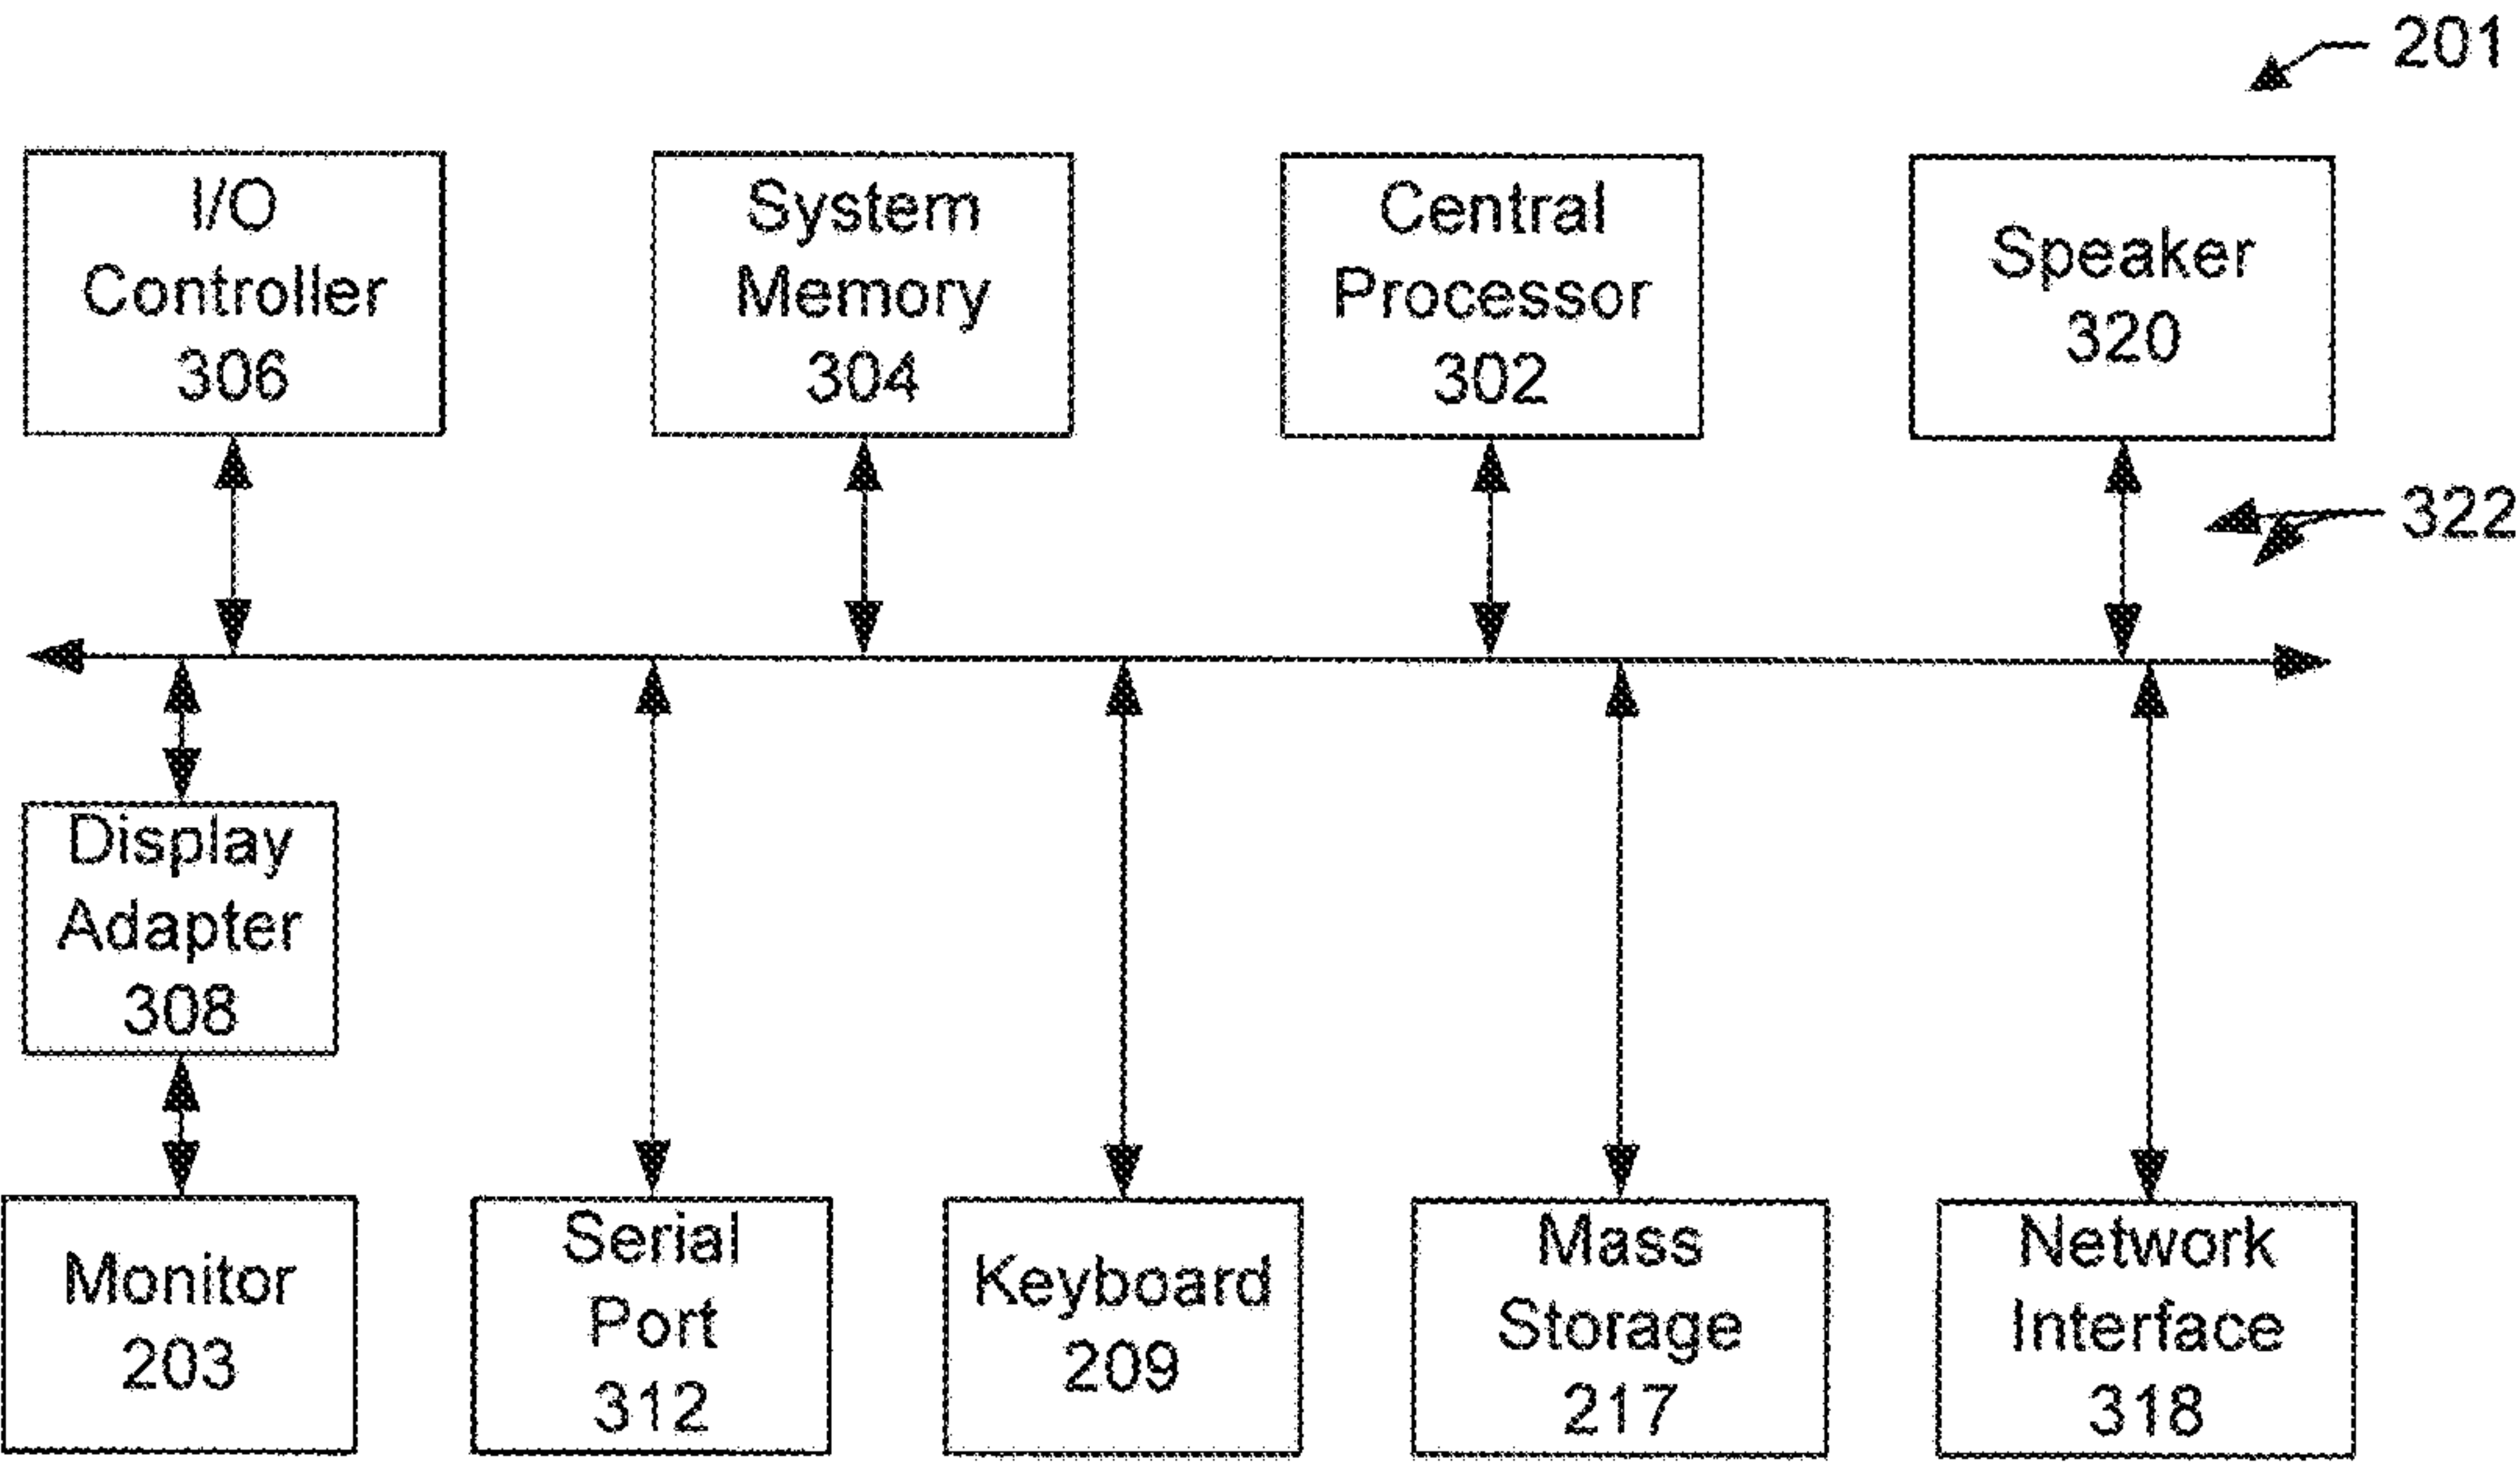 201
I/O
Controller
306
System
Memory
304
Central
Processor
302
Speaker
320
322
Display
Adapter
308
Monitor
203
Serial
Port
312
Keyboard
209
Mass
Storage
217
Network
Interface
318